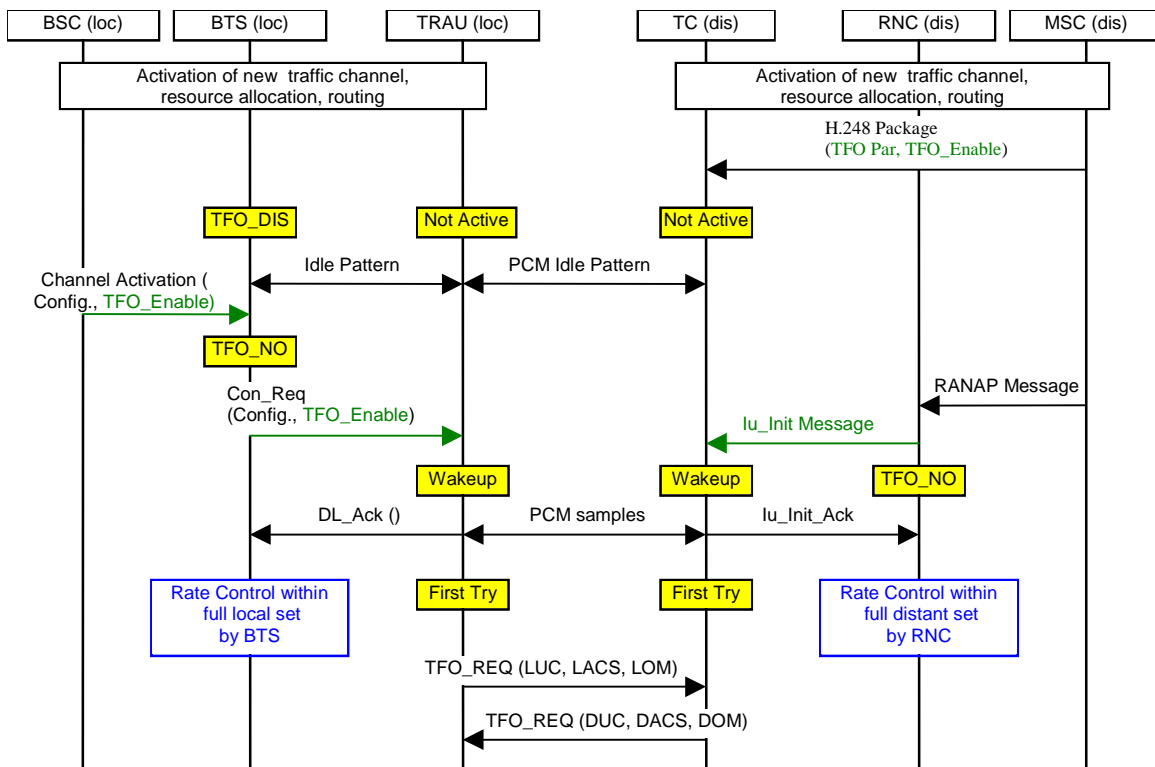 BSC (loc)
BTS (loc)
TRAU (loc)
TC (dis)
RNC (dis)
MSC (dis)
Activation of new traffic channel,
resource allocation, routing
Activation of new traffic channel,
resource allocation, routing
H.248 Package
(TFO Par, TFO_Enable)
TFO_DIS
Not Active
Not Active
Idle Pattern
PCM Idle Pattern
Channel Activation (
Config., TFO_Enable)
TFO_NO
RANAP Message
Con_Req
(Config., TFO_Enable)
Iu_Init Message
Wakeup
Wakeup
TFO_NO
DL_Ack ()
PCM samples
Iu_Init_Ack
Rate Control within
full local set
by BTS
First Try
First Try
Rate Control within
full distant set
by RNC
TFO_REQ (LUC, LACS, LOM)
TFO_REQ (DUC, DACS, DOM)